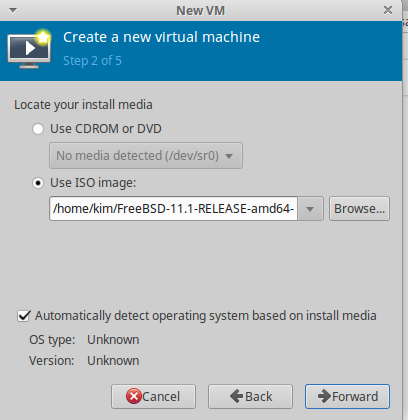 New VM
Create a new virtual machine
Step 2 of 5
Locate your install media
Use CDROM or DVD
No media detected (/dev/sr0)
Use ISO image:
/home/kim/FreeBSD-11.1-RELEASE-amd64-
Browse...
Automatically detect operating system based on install media
OS type: Unknown
Version: Unknown
Cancel
Back
Forward